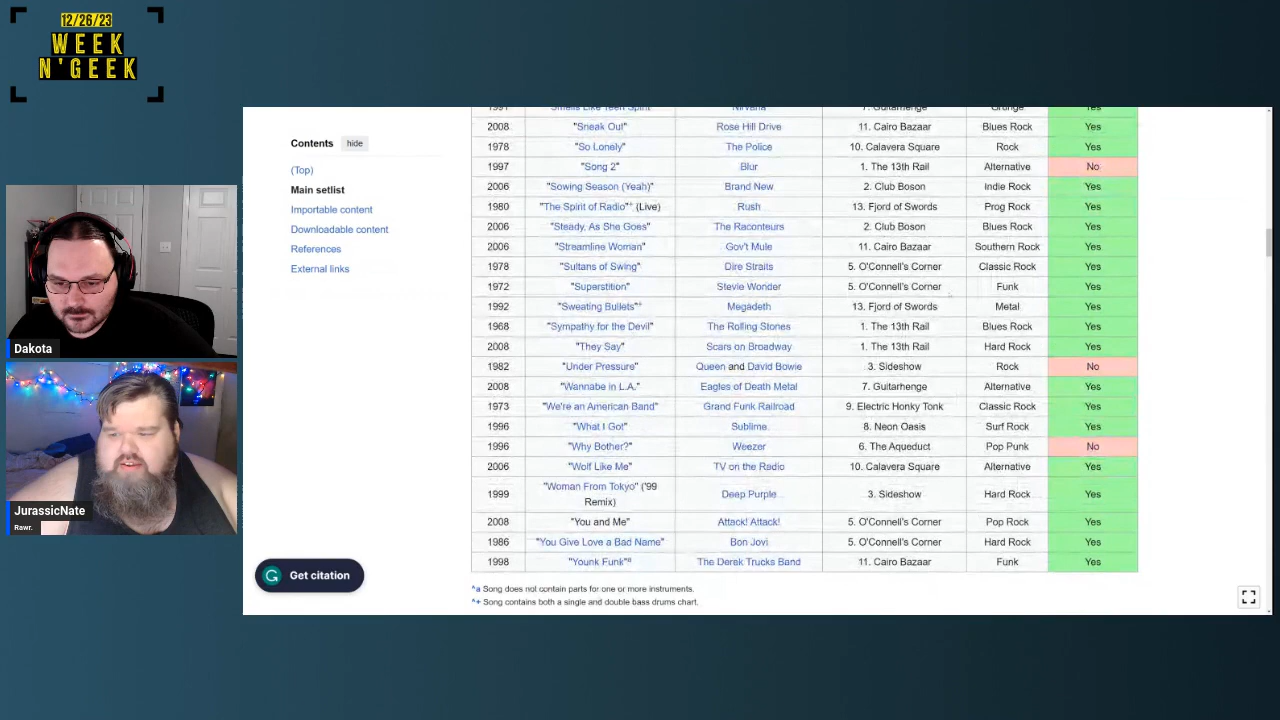 12/26/23
WEEK
N'GEEK
Dakota
JurassicNate
Rawr.
Contents hide
(Top)
Main setlist
Importable content
Downloadable content
References
External links
Get citation
1991 "Smells Like Teen Spirit" Nirvana 7. Guitarhenge Grunge Yes
2008 "Sneak Out" Rose Hill Drive 11. Cairo Bazaar Blues Rock Yes
1978 "So Lonely" The Police 10. Calavera Square Rock Yes
1997 "Song 2" Blur 1. The 13th Rail Alternative No
2006 "Sowing Season (Yeah)" Brand New 2. Club Boson Indie Rock Yes
1980 "The Spirit of Radio"+ (Live) Rush 13. Fjord of Swords Prog Rock Yes
2006 "Steady, As She Goes" The Raconteurs 2. Club Boson Alternative Yes
2006 "Streamline Woman" Gov't Mule 11. Cairo Bazaar Southern Rock Yes
1978 "Sultans of Swing" Dire Straits 5. O'Connell's Corner Classic Rock Yes
1972 "Superstition" Stevie Wonder 5. O'Connell's Corner Funk Yes
1992 "Sweating Bullets"+ Megadeth 13. Fjord of Swords Metal Yes
1968 "Sympathy for the Devil" The Rolling Stones 1. The 13th Rail Blues Rock Yes
2008 "They Say" Scars on Broadway 1. The 13th Rail Hard Rock Yes
1982 "Under Pressure" Queen and David Bowie 3. Sideshow Rock No
2008 "Wannabe in L.A." Eagles of Death Metal 7. Guitarhenge Alternative Yes
1973 "We're an American Band" Grand Funk Railroad 9. Electric Honky Tonk Classic Rock Yes
1996 "What I Got" Sublime 8. Neon Oasis Surf Rock Yes
1996 "Why Bother?" Weezer 6. The Aqueduct Pop Punk No
2006 "Wolf Like Me" TV on the Radio 10. Calavera Square Alternative Yes
1999 "Woman From Tokyo" ('99 Remix) Deep Purple 3. Sideshow Hard Rock Yes
2008 "You and Me" Attack! Attack! 5. O'Connell's Corner Pop Rock Yes
1986 "You Give Love a Bad Name" Bon Jovi 5. O'Connell's Corner Hard Rock Yes
1998 "Younk Funk"a The Derek Trucks Band 11. Cairo Bazaar Funk Yes
^a Song does not contain parts for one or more instruments.
^+ Song contains both a single and double bass drums chart.